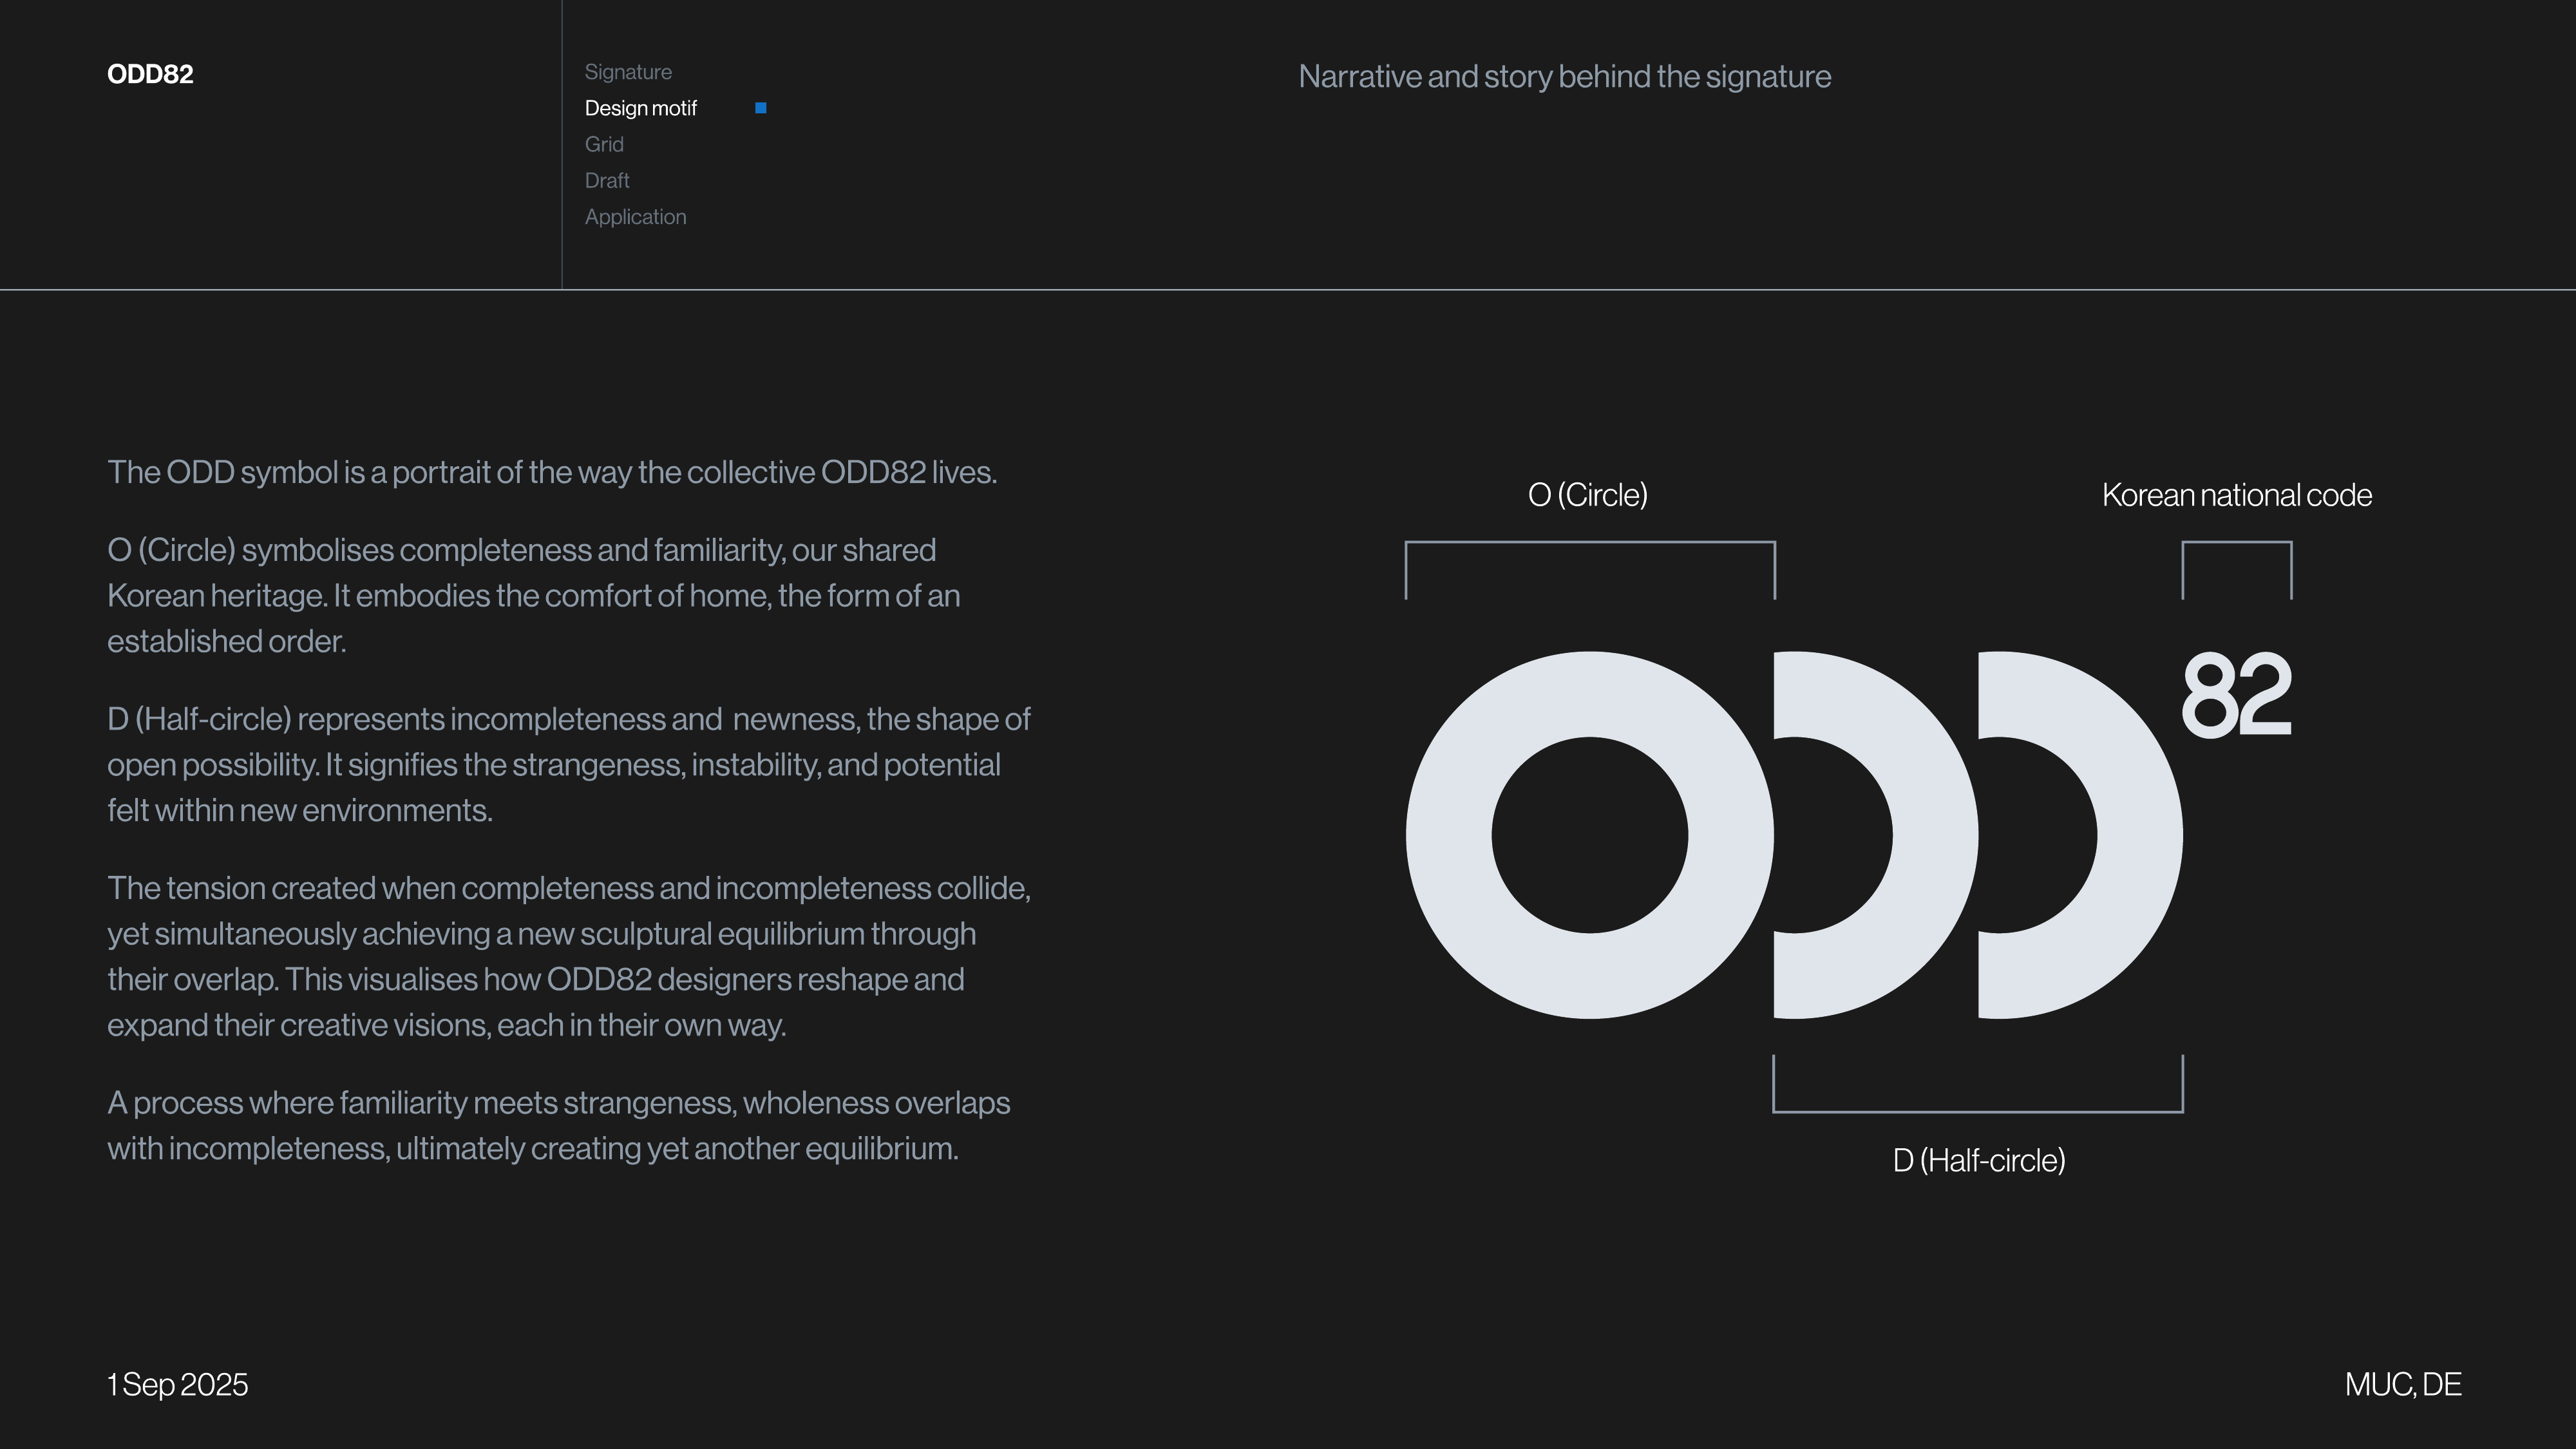 ODD82
Signature
Design motif
Grid
Draft
Application
Narrative and story behind the signature
The ODD symbol is a portrait of the way the collective ODD82 lives.
O (Circle) symbolises completeness and familiarity, our shared
Korean heritage. It embodies the comfort of home, the form of an
established order.
D (Half-circle) represents incompleteness and  newness, the shape of
open possibility. It signifies the strangeness, instability, and potential
felt within new environments.
The tension created when completeness and incompleteness collide,
yet simultaneously achieving a new sculptural equilibrium through
their overlap. This visualises how ODD82 designers reshape and
expand their creative visions, each in their own way.
A process where familiarity meets strangeness, wholeness overlaps
with incompleteness, ultimately creating yet another equilibrium.
O (Circle)
Korean national code
ODD82
D (Half-circle)
1 Sep 2025
MUC, DE